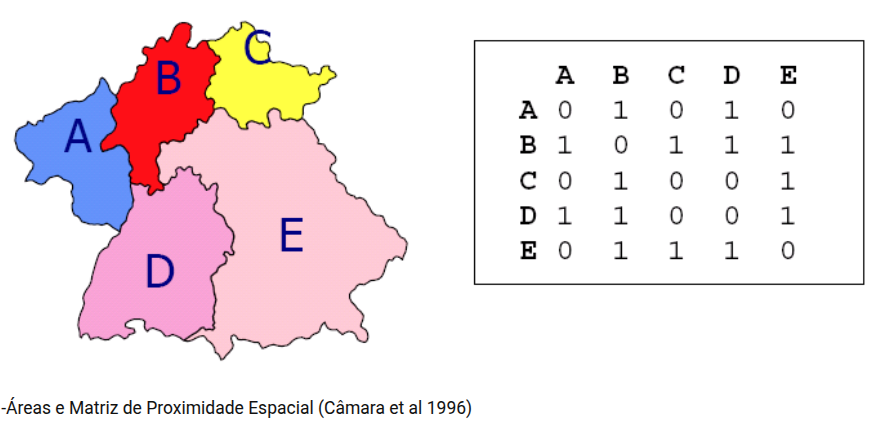 A
B
C
D
E
A B C D E
A 0 1 0 1 0
B 1 0 1 1 1
C 0 1 0 0 1
D 1 1 0 0 1
E 0 1 1 1 0
-Áreas e Matriz de Proximidade Espacial (Câmara et al 1996)